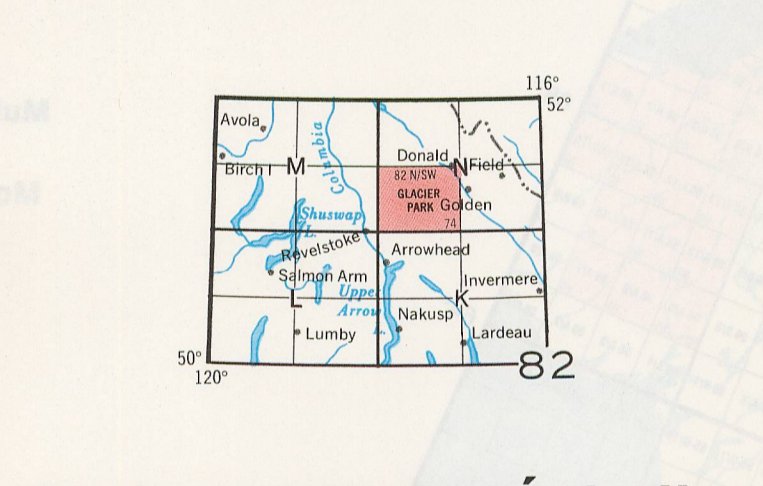 116°
52°
Avola
Columbia
Donald
N
Field
Birch I
M
82 N/SW
GLACIER
PARK
Golden
74
Shuswap
L.
Revelstoke
Arrowhead
Salmon Arm
Invermere
Upper
Arrow
L.
L
K
Nakusp
Lumby
Lardeau
50°
82
120°